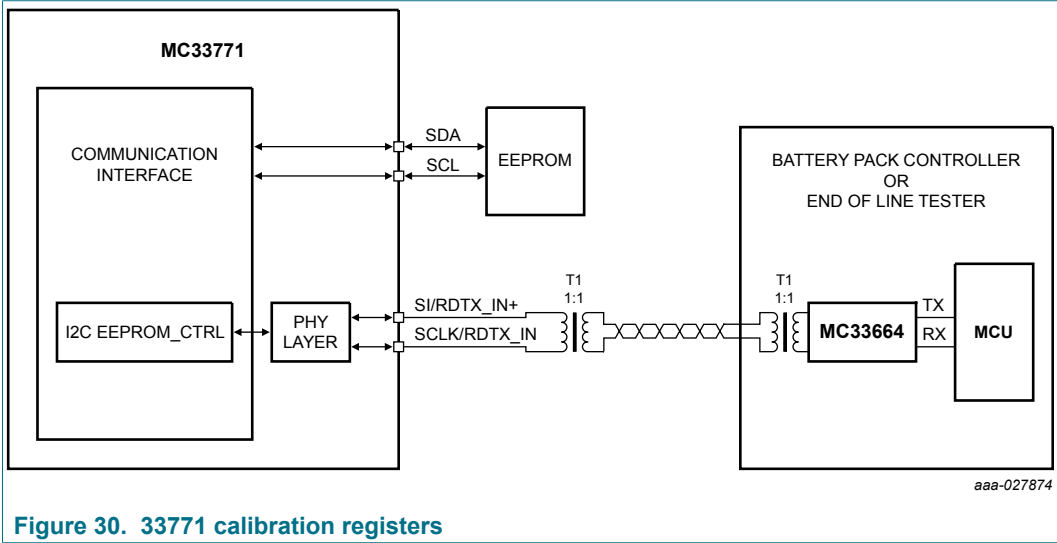 MC33771
COMMUNICATION
INTERFACE
I2C EEPROM_CTRL
PHY
LAYER
SDA
SCL
EEPROM
SI/RDTX_IN+
SCLK/RDTX_IN
T1
1:1
BATTERY PACK CONTROLLER
OR
END OF LINE TESTER
T1
1:1
MC33664
TX
RX
MCU
aaa-027874
Figure 30. 33771 calibration registers